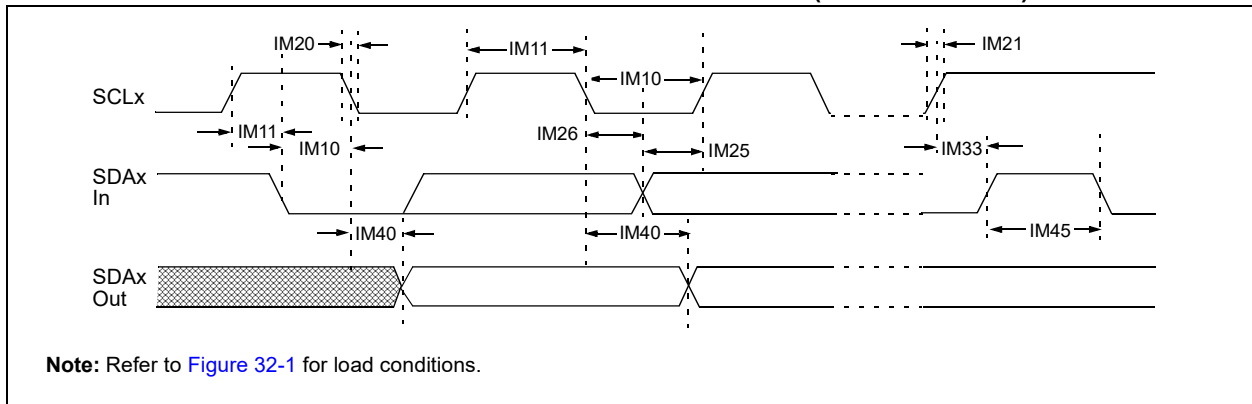 IM20
IM11
IM21
IM10
SCLx
IM11
IM26
IM10
IM25
IM33
SDAx
In
IM40
IM40
IM45
SDAx
Out
Note: Refer to Figure 32-1 for load conditions.